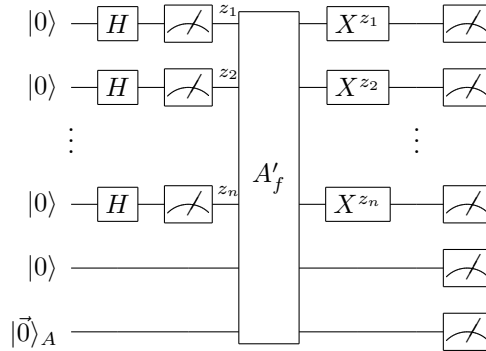 |0⟩ H z₁ X^{z₁}
|0⟩ H z₂ X^{z₂}
⋮ ⋮
A′_f
|0⟩ H zₙ X^{zₙ}
|0⟩
|0⃗⟩_A